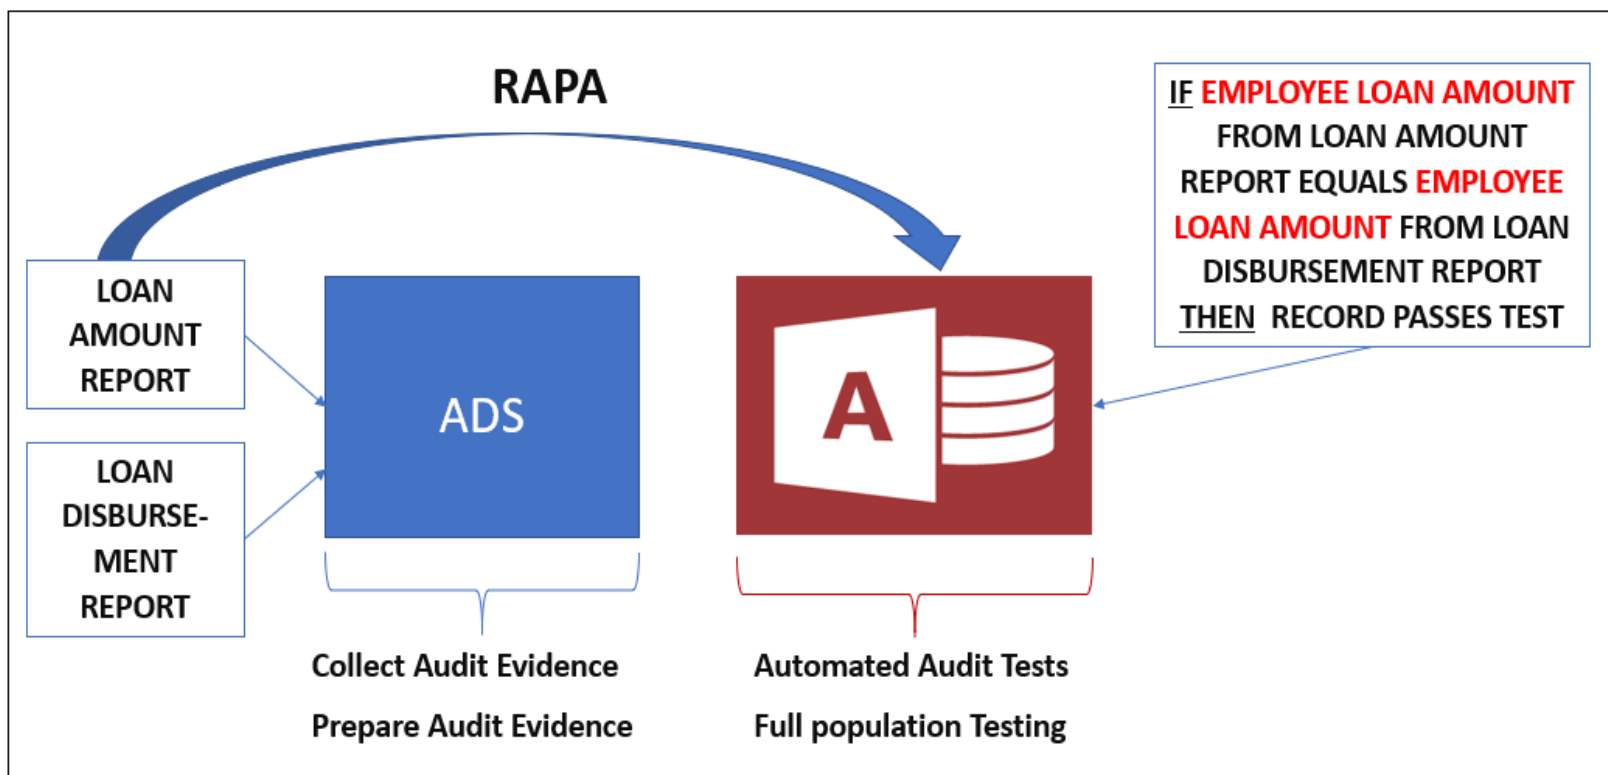 RAPA
IF EMPLOYEE LOAN AMOUNT
FROM LOAN AMOUNT
REPORT EQUALS EMPLOYEE
LOAN AMOUNT FROM LOAN
DISBURSEMENT REPORT
THEN RECORD PASSES TEST
LOAN
AMOUNT
REPORT
LOAN
DISBURSE-
MENT
REPORT
ADS
A
Collect Audit Evidence
Prepare Audit Evidence
Automated Audit Tests
Full population Testing